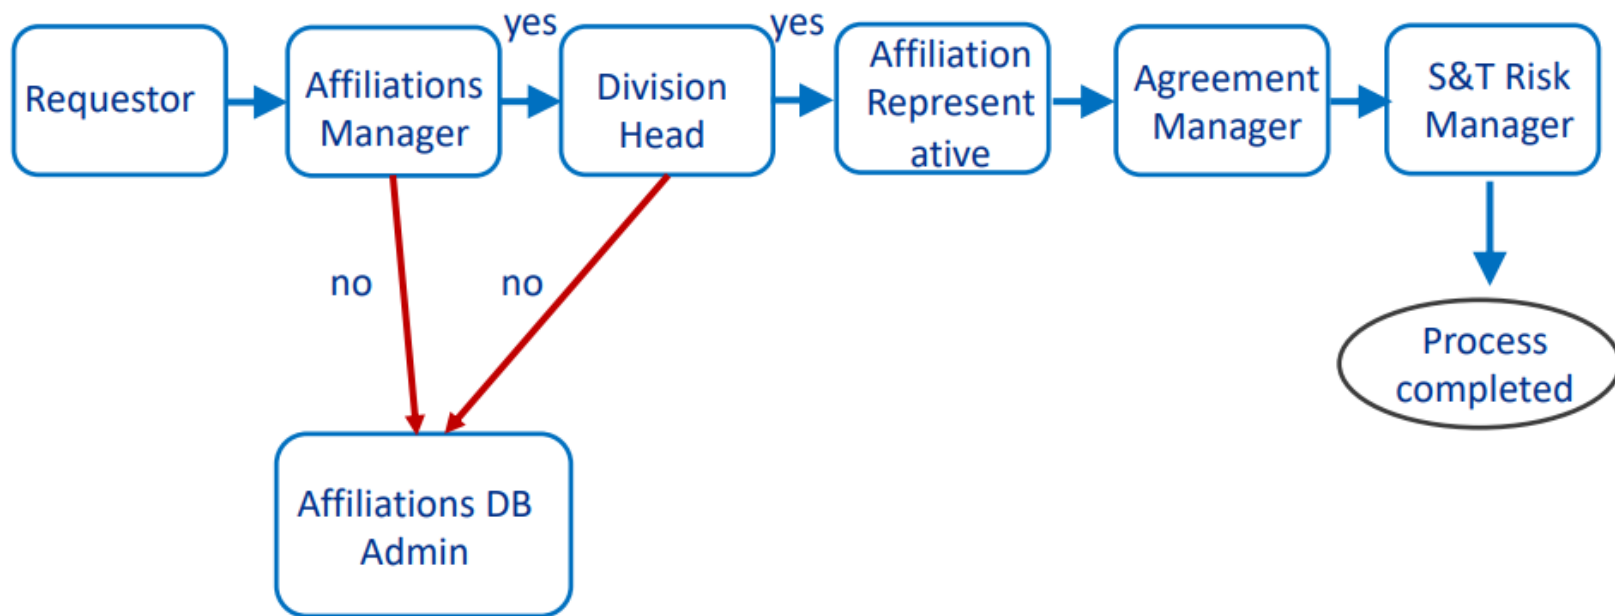 yes
yes
Requestor
Affiliations
Manager
Division
Head
Affiliation
Represent
ative
Agreement
Manager
S&T Risk
Manager
no
no
Process
completed
Affiliations DB
Admin